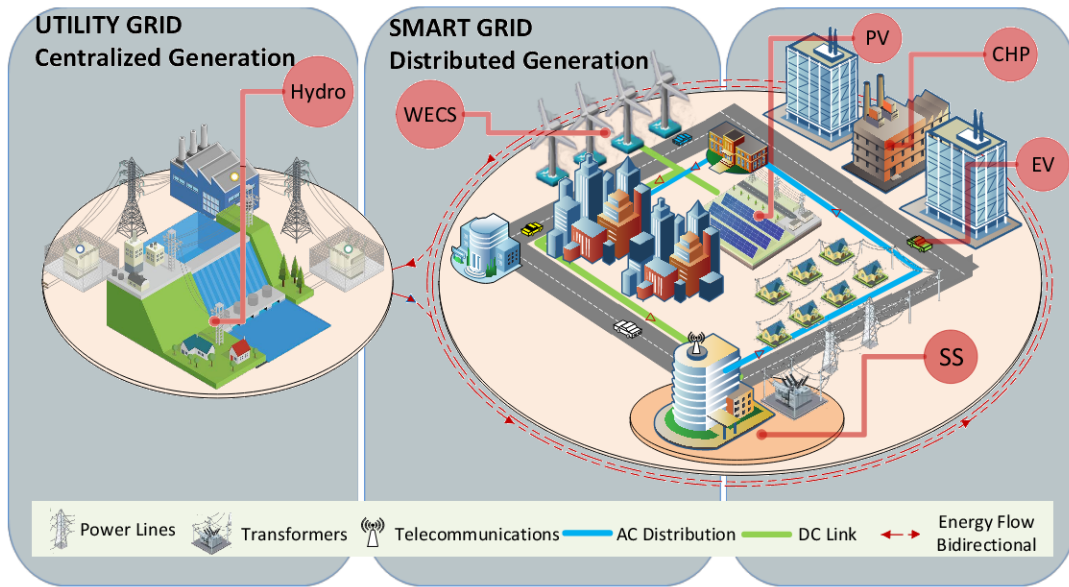 UTILITY GRID
Centralized Generation
Hydro
SMART GRID
Distributed Generation
WECS
PV
CHP
EV
SS
Power Lines
Transformers
Telecommunications
AC Distribution
DC Link
Energy Flow
Bidirectional